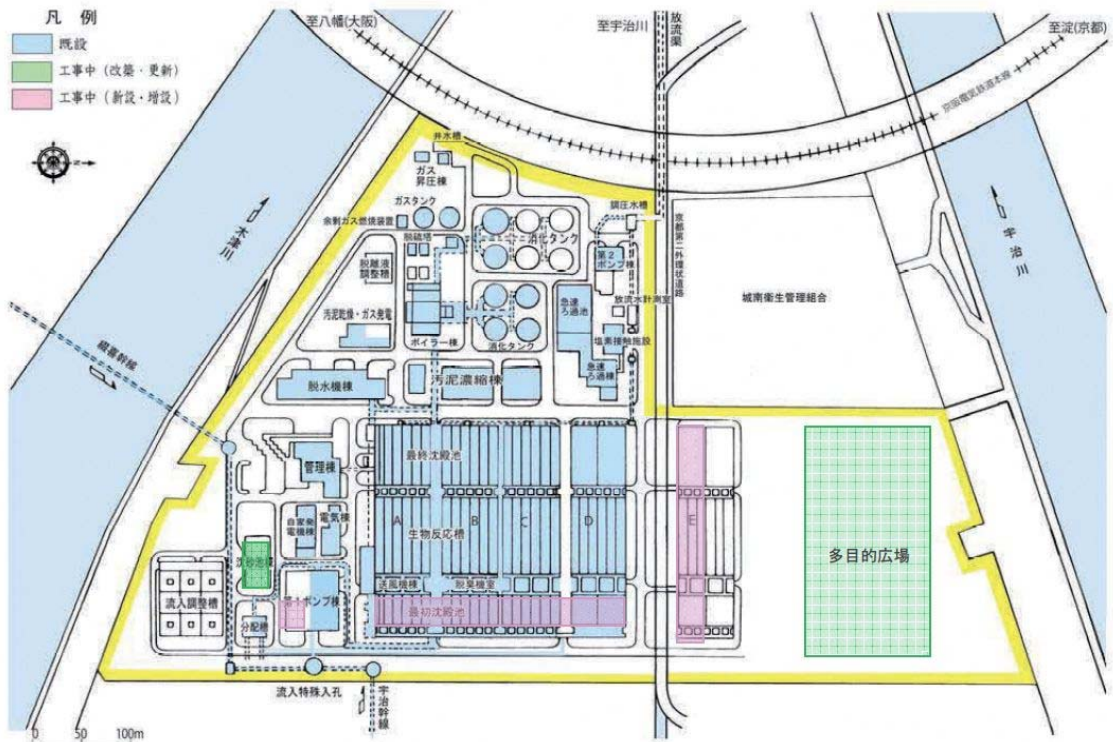 凡 例
既設
工事中 (改築・更新)
工事中 (新設・増設)
N
至八幡(大阪)
至宇治川
放流渠
至淀(京都)
京阪電気鉄道本線
井水槽
ガス
昇圧棟
ガスタンク
余剰ガス燃焼装置
脱硫塔
消化タンク
調圧水槽
第2
ポンプ棟
京都第二外環状道路
木津川
宇治川
脱離液
調整槽
放流水計測室
城南衛生管理組合
汚泥乾燥・ガス発電
急速
ろ過池
ボイラー棟
消化タンク
塩素接触施設
急速
ろ過棟
綴喜幹線
脱水機棟
汚泥濃縮棟
最終沈殿池
管理棟
自家発
電機棟
電気棟
A
B
C
D
E
生物反応槽
多目的広場
沈砂池棟
送風機棟
脱臭機室
流入調整槽
第1ポンプ棟
最初沈殿池
分配槽
流入特殊人孔
宇治幹線
0 50 100m